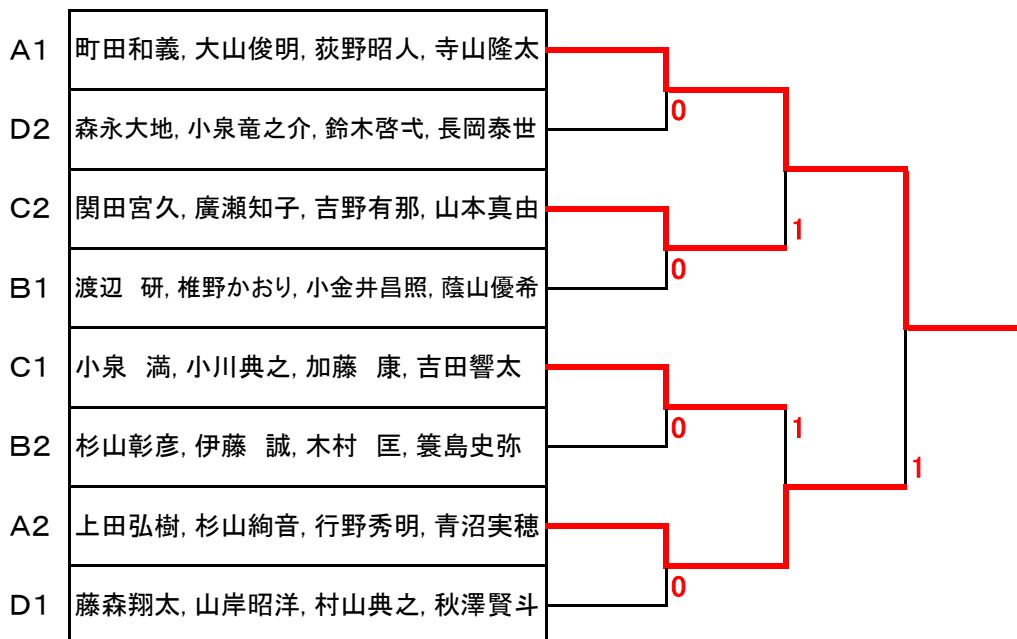 A1 町田和義, 大山俊明, 荻野昭人, 寺山隆太
0
D2 森永大地, 小泉竜之介, 鈴木啓弌, 長岡泰世
C2 関田宮久, 廣瀬知子, 吉野有那, 山本真由
1
0
B1 渡辺　研, 椎野かおり, 小金井昌照, 蔭山優希
C1 小泉　満, 小川典之, 加藤　康, 吉田響太
0
1
B2 杉山彰彦, 伊藤　誠, 木村　匡, 簑島史弥
1
A2 上田弘樹, 杉山絢音, 行野秀明, 青沼実穂
0
D1 藤森翔太, 山岸昭洋, 村山典之, 秋澤賢斗